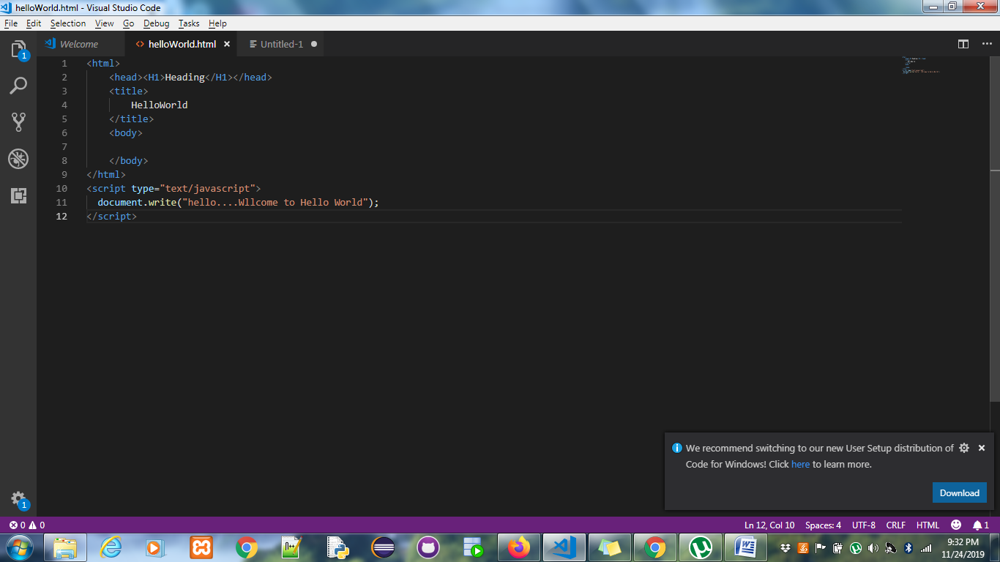 helloWorld.html - Visual Studio Code
File Edit Selection View Go Debug Tasks Help
Welcome helloWorld.html Untitled-1
1 <html>
2 <head><H1>Heading</H1></head>
3 <title>
4 HelloWorld
5 </title>
6 <body>
7
8 </body>
9 </html>
10 <script type="text/javascript">
11 document.write("hello....Wllcome to Hello World");
12 </script>
1
We recommend switching to our new User Setup distribution of
Code for Windows! Click here to learn more.
Download
1
0 0 Ln 12, Col 10 Spaces: 4 UTF-8 CRLF HTML 1
9:32 PM
11/24/2019